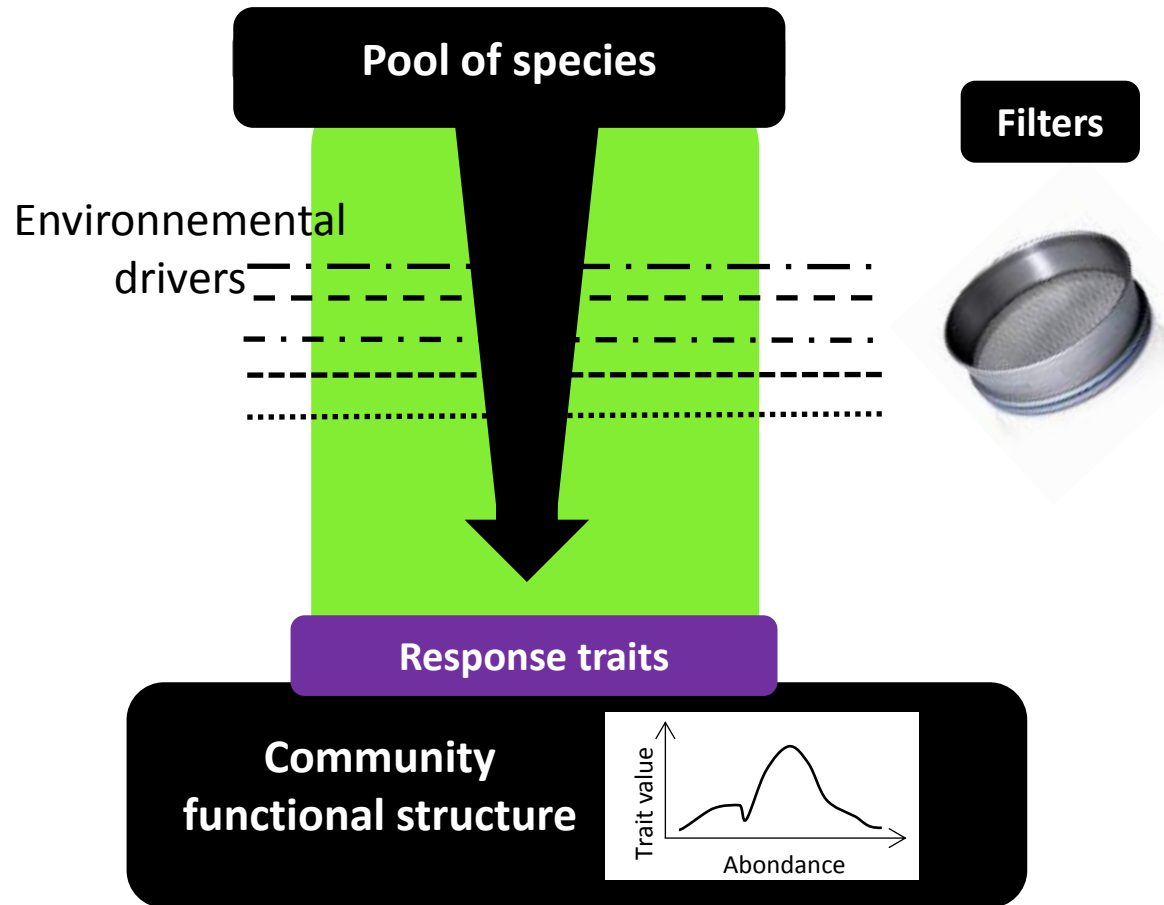 Pool of species
Filters
Environnemental
drivers
Response traits
Community
functional structure
Trait value
Abondance